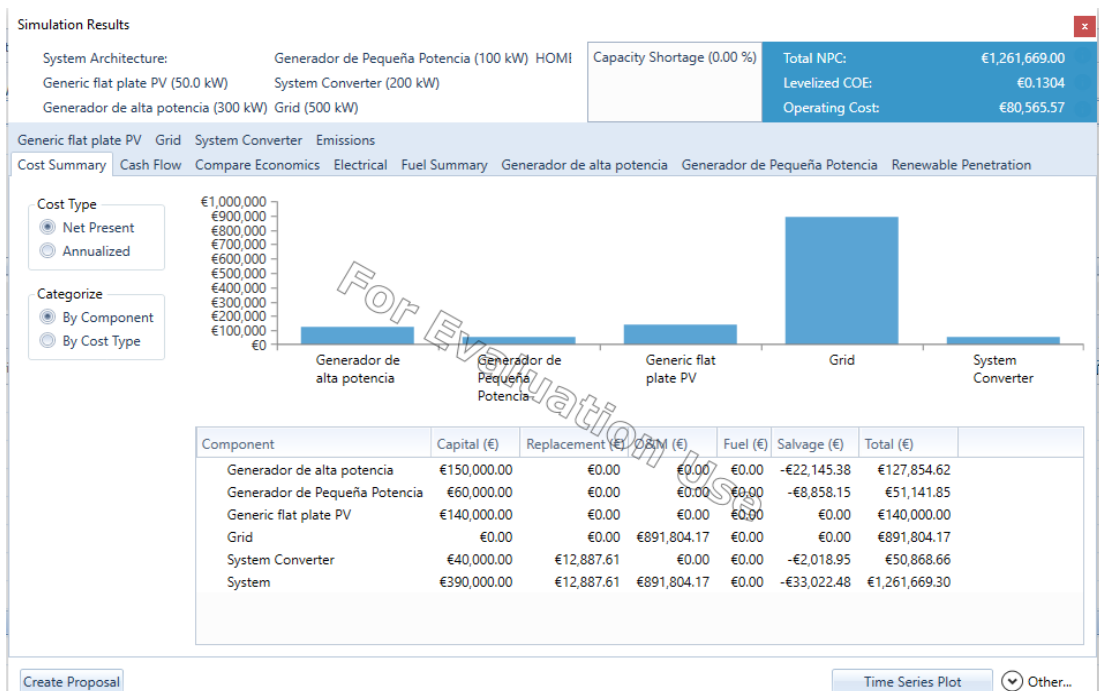 Simulation Results
x
System Architecture:
Generic flat plate PV (50.0 kW)
Generador de alta potencia (300 kW)
Generador de Pequeña Potencia (100 kW)
System Converter (200 kW)
Grid (500 kW)
Capacity Shortage (0.00 %)
Total NPC: €1,261,669.00
Levelized COE: €0.1304
Operating Cost: €80,565.57
Generic flat plate PV Grid System Converter Emissions
Cost Summary Cash Flow Compare Economics Electrical Fuel Summary Generador de alta potencia Generador de Pequeña Potencia Renewable Penetration
Cost Type
Net Present
Annualized
Categorize
By Component
By Cost Type
€1,000,000
€900,000
€800,000
€700,000
€600,000
€500,000
€400,000
€300,000
€200,000
€100,000
€0
Generador de
alta potencia
Generador de
Pequeña
Potencia
Generic flat
plate PV
Grid
System
Converter
For Evaluation Use
Component Capital (€) Replacement (€) O&M (€) Fuel (€) Salvage (€) Total (€)
Generador de alta potencia €150,000.00 €0.00 €0.00 €0.00 -€22,145.38 €127,854.62
Generador de Pequeña Potencia €60,000.00 €0.00 €0.00 €0.00 -€8,858.15 €51,141.85
Generic flat plate PV €140,000.00 €0.00 €0.00 €0.00 €0.00 €140,000.00
Grid €0.00 €0.00 €891,804.17 €0.00 €0.00 €891,804.17
System Converter €40,000.00 €12,887.61 €0.00 €0.00 -€2,018.95 €50,868.66
System €390,000.00 €12,887.61 €891,804.17 €0.00 -€33,022.48 €1,261,669.30
Create Proposal
Time Series Plot
Other...